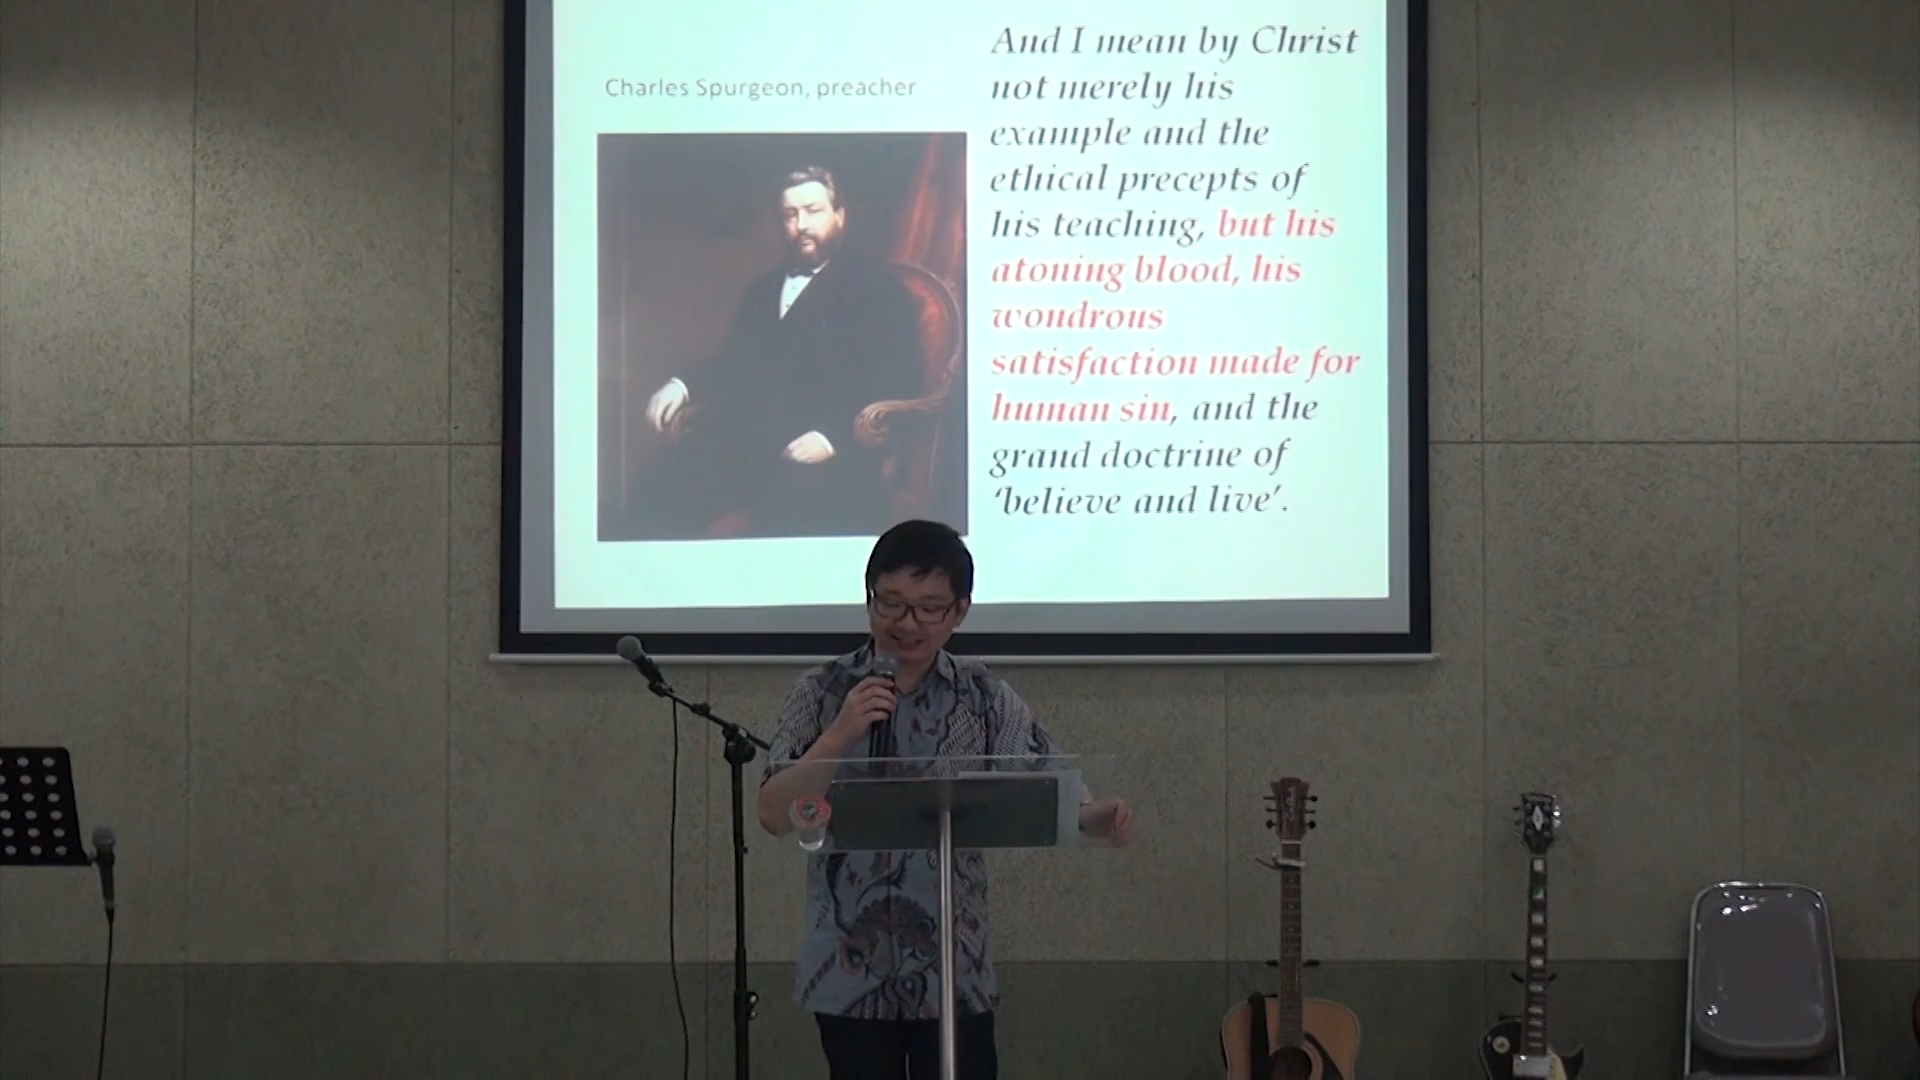 Charles Spurgeon, preacher
And I mean by Christ
not merely his
example and the
ethical precepts of
his teaching, but his
atoning blood, his
wondrous
satisfaction made for
human sin, and the
grand doctrine of
‘believe and live’.